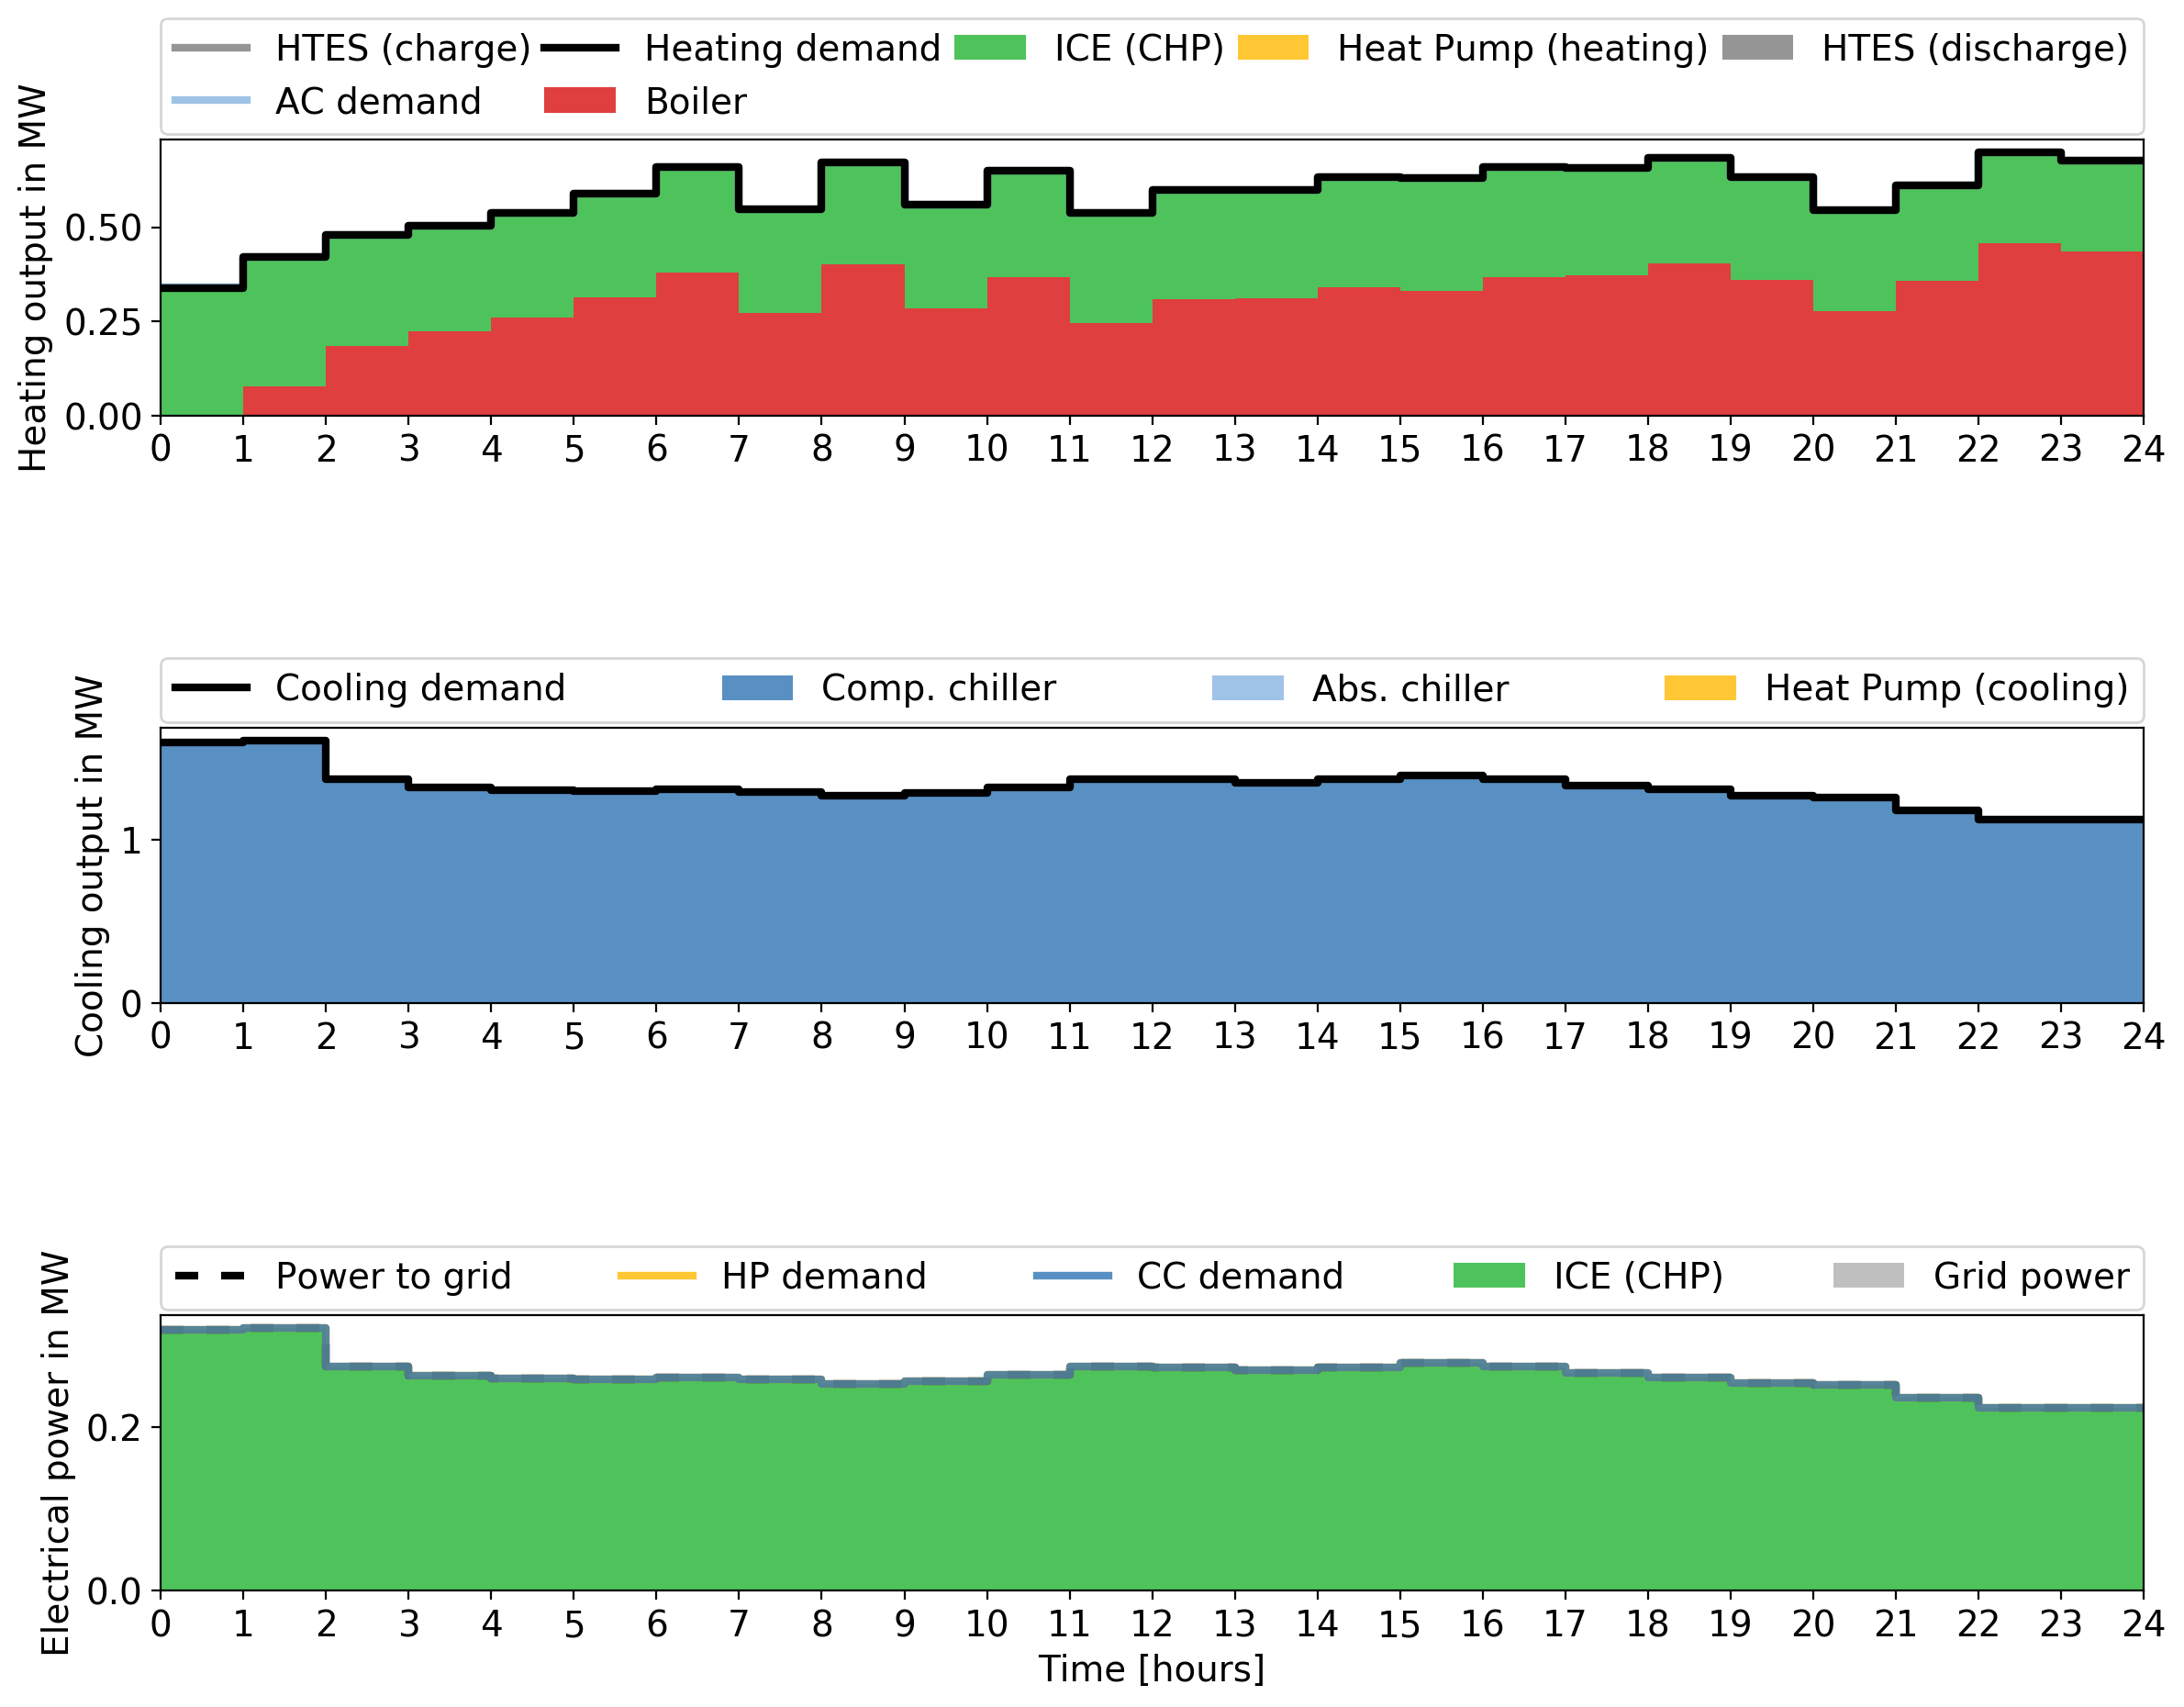 HTES (charge) Heating demand ICE (CHP) Heat Pump (heating) HTES (discharge)
AC demand Boiler
Heating output in MW
0.50
0.25
0.00
0 1 2 3 4 5 6 7 8 9 10 11 12 13 14 15 16 17 18 19 20 21 22 23 24
Cooling demand Comp. chiller Abs. chiller Heat Pump (cooling)
Cooling output in MW
1
0
0 1 2 3 4 5 6 7 8 9 10 11 12 13 14 15 16 17 18 19 20 21 22 23 24
Power to grid HP demand CC demand ICE (CHP) Grid power
Electrical power in MW
0.2
0.0
0 1 2 3 4 5 6 7 8 9 10 11 12 13 14 15 16 17 18 19 20 21 22 23 24
Time [hours]